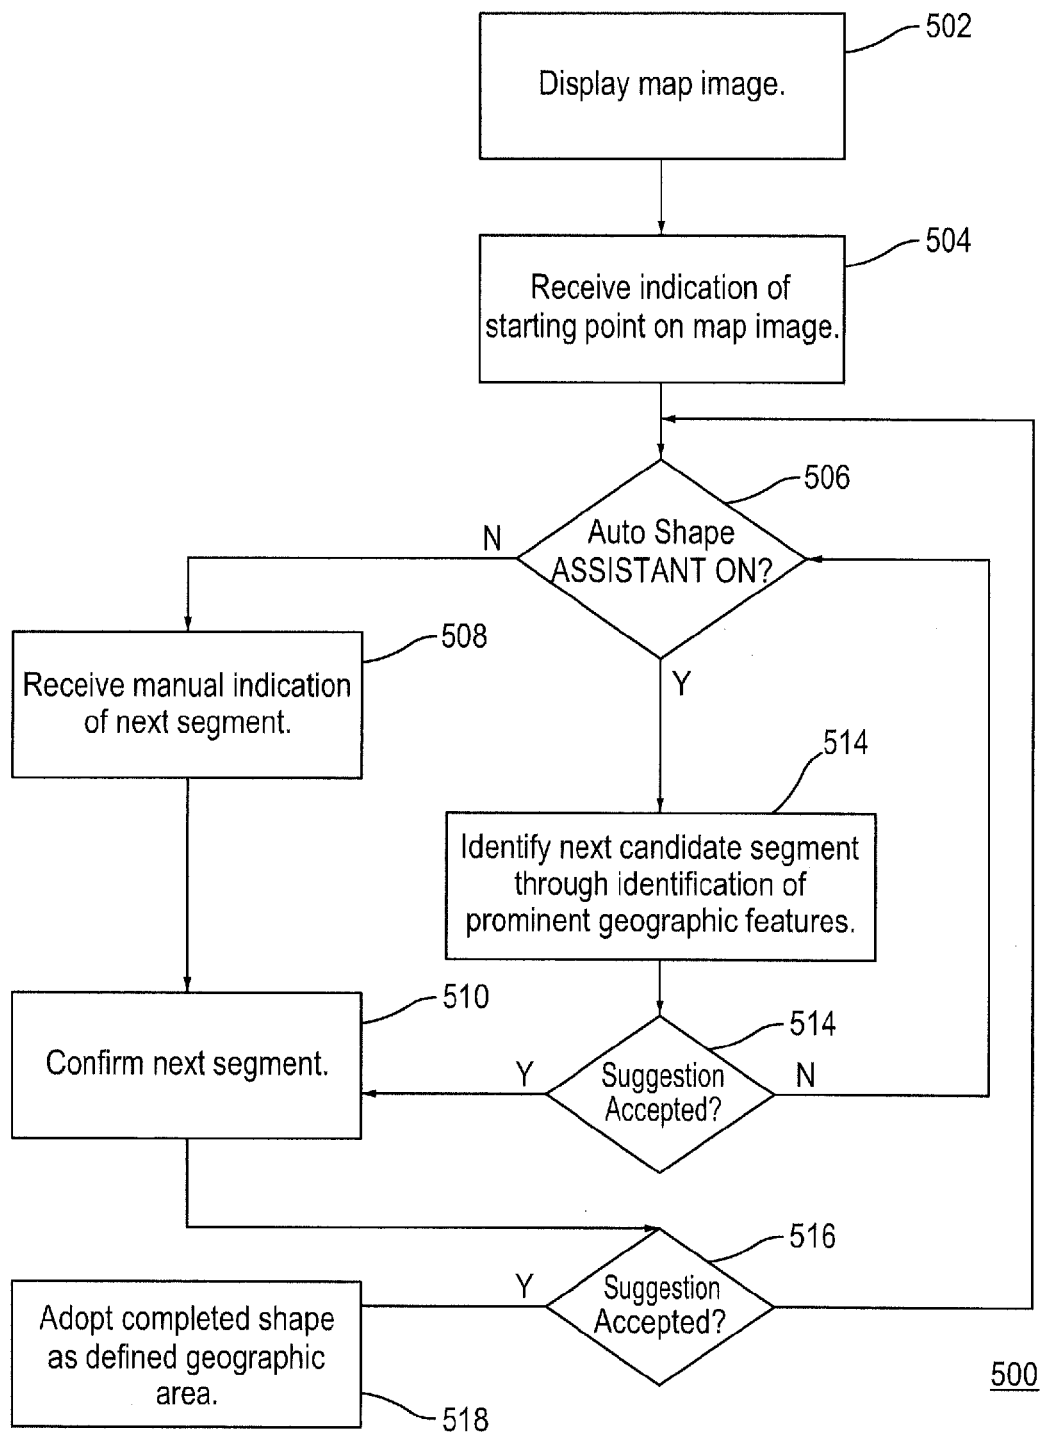 502
Display map image.
504
Receive indication of
starting point on map image.
506
Auto Shape
ASSISTANT ON?
N
Y
508
Receive manual indication
of next segment.
514
Identify next candidate segment
through identification of
prominent geographic features.
510
Confirm next segment.
514
Suggestion
Accepted?
Y
N
516
Suggestion
Accepted?
Y
Adopt completed shape
as defined geographic
area.
518
500